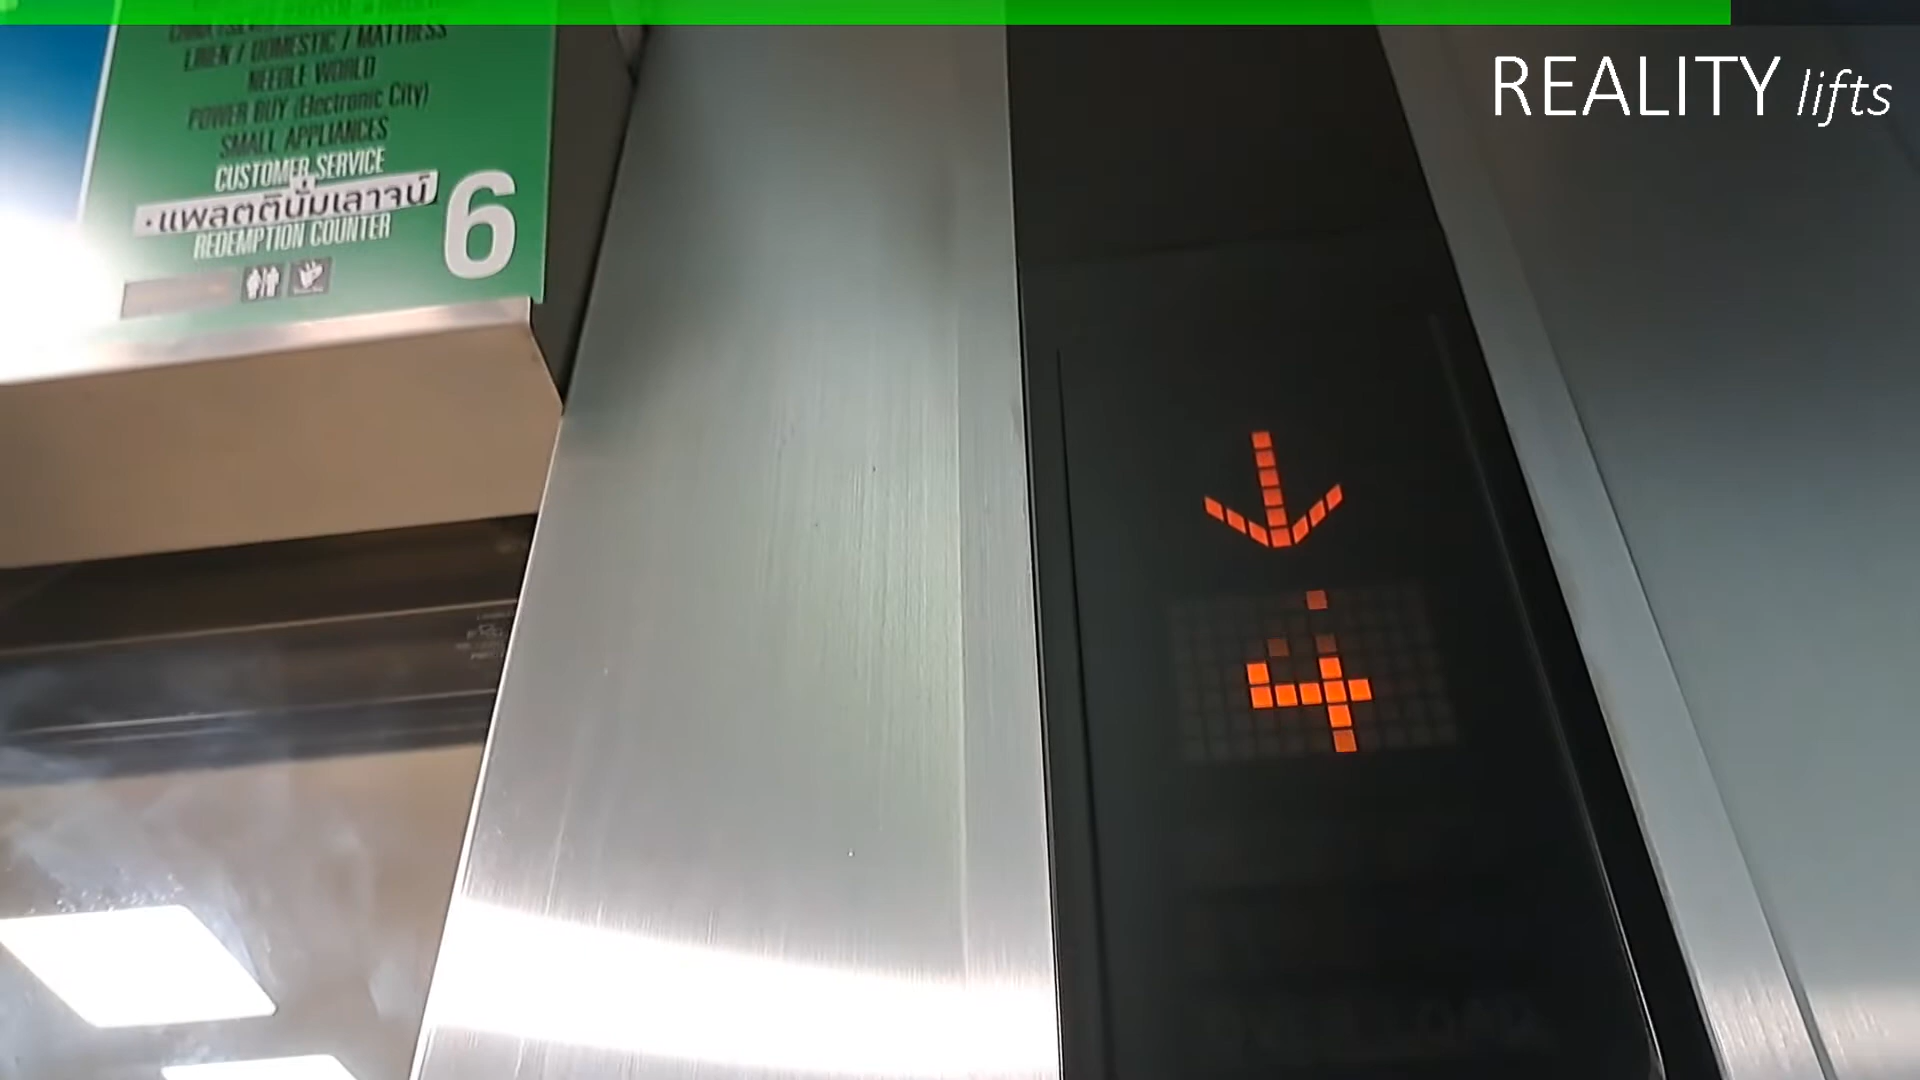 LINEN / DOMESTIC / MATTRESS
NEEDLE WORLD
POWER BUY (Electronic City)
SMALL APPLIANCES
CUSTOMER SERVICE
• แพลตตินั่มเลาจน์
REDEMPTION COUNTER
6
REALITY lifts
4